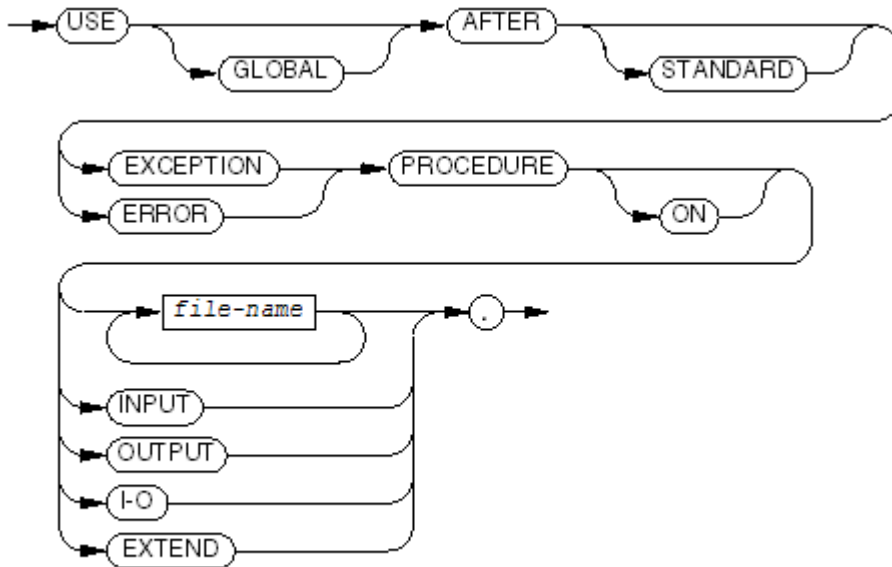 USE AFTER
GLOBAL STANDARD
EXCEPTION PROCEDURE
ERROR ON
file-name .
INPUT
OUTPUT
I-O
EXTEND